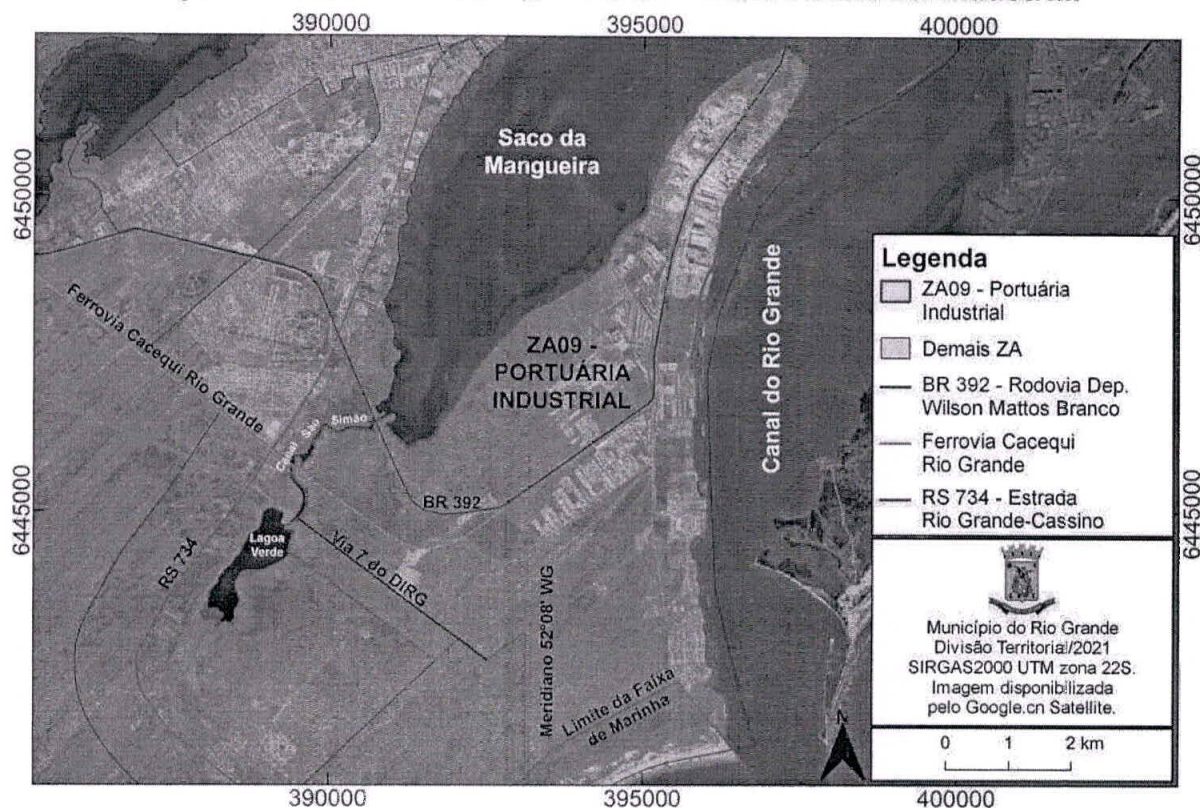 390000
395000
400000
6450000
6445000
Saco da
Mangueira
Ferrovia Cacequi Rio Grande
ZA09 -
PORTUÁRIA
INDUSTRIAL
Canal do Rio Grande
Canal São Simão
BR 392
Lagoa
Verde
RS 734
Via 7 do DIRG
Meridiano 52°08' WG
Limite da Faixa
de Marinha
6450000
6445000
Legenda
ZA09 - Portuária
Industrial
Demais ZA
BR 392 - Rodovia Dep.
Wilson Mattos Branco
Ferrovia Cacequi
Rio Grande
RS 734 - Estrada
Rio Grande-Cassino
Município do Rio Grande
Divisão Territorial/2021
SIRGAS2000 UTM zona 22S.
Imagem disponibilizada
pelo Google.cn Satellite.
N
0 1 2 km
390000
395000
400000